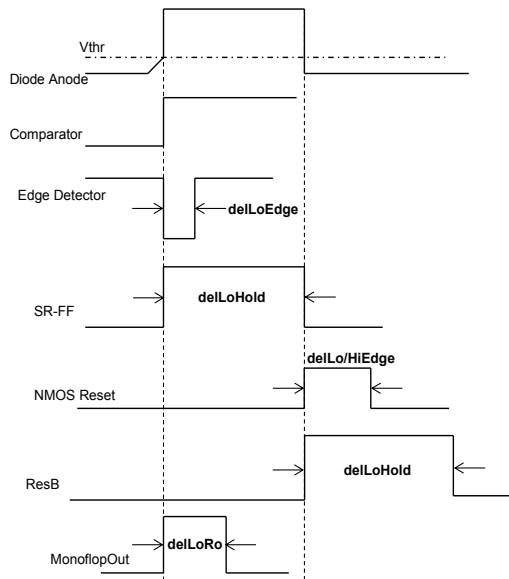 Vthr
Diode Anode
Comparator
Edge Detector
delLoEdge
delLoHold
SR-FF
delLo/HiEdge
NMOS Reset
delLoHold
ResB
delLoRo
MonoflopOut